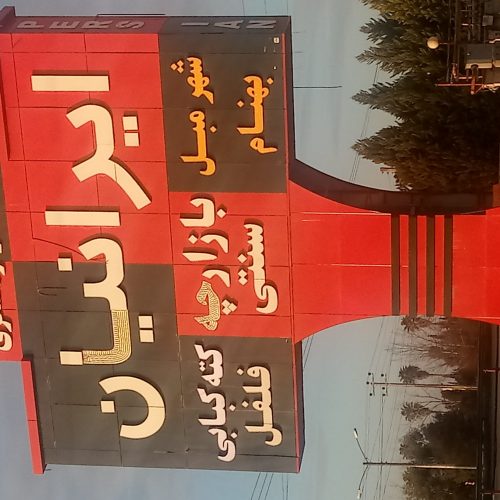 PERSIAN
ایرانیان
شهر مبل
بهنام
بازارچه
سنتی
کته کبابی
فلفل